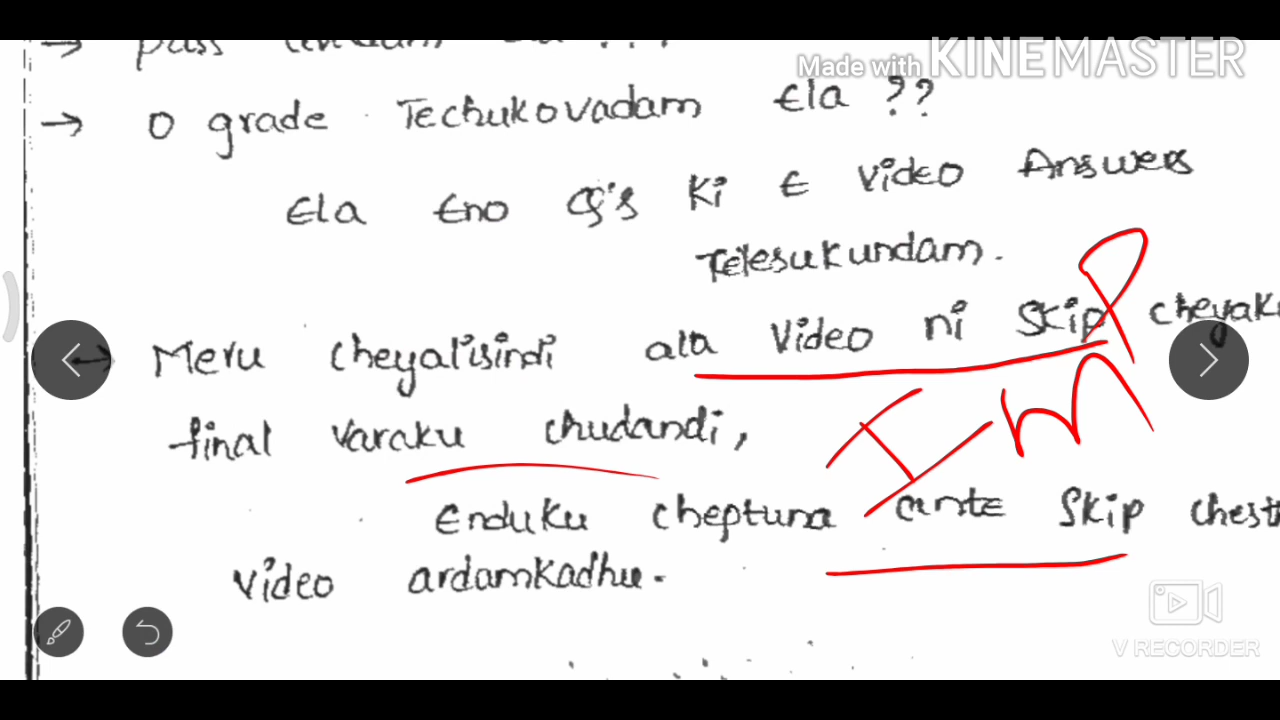 Made with KINEMASTER
→ pass
→ O grade Techukovadam Ela ??
Ela Eno Q's Ki E Video Answers
Telesukundam.
→ Meru Cheyalisindi ala Video ni Skip
final varaku chudandi,
ImP
Enduku cheptuna ante Skip
video ardamkadhu.
V RECORDER